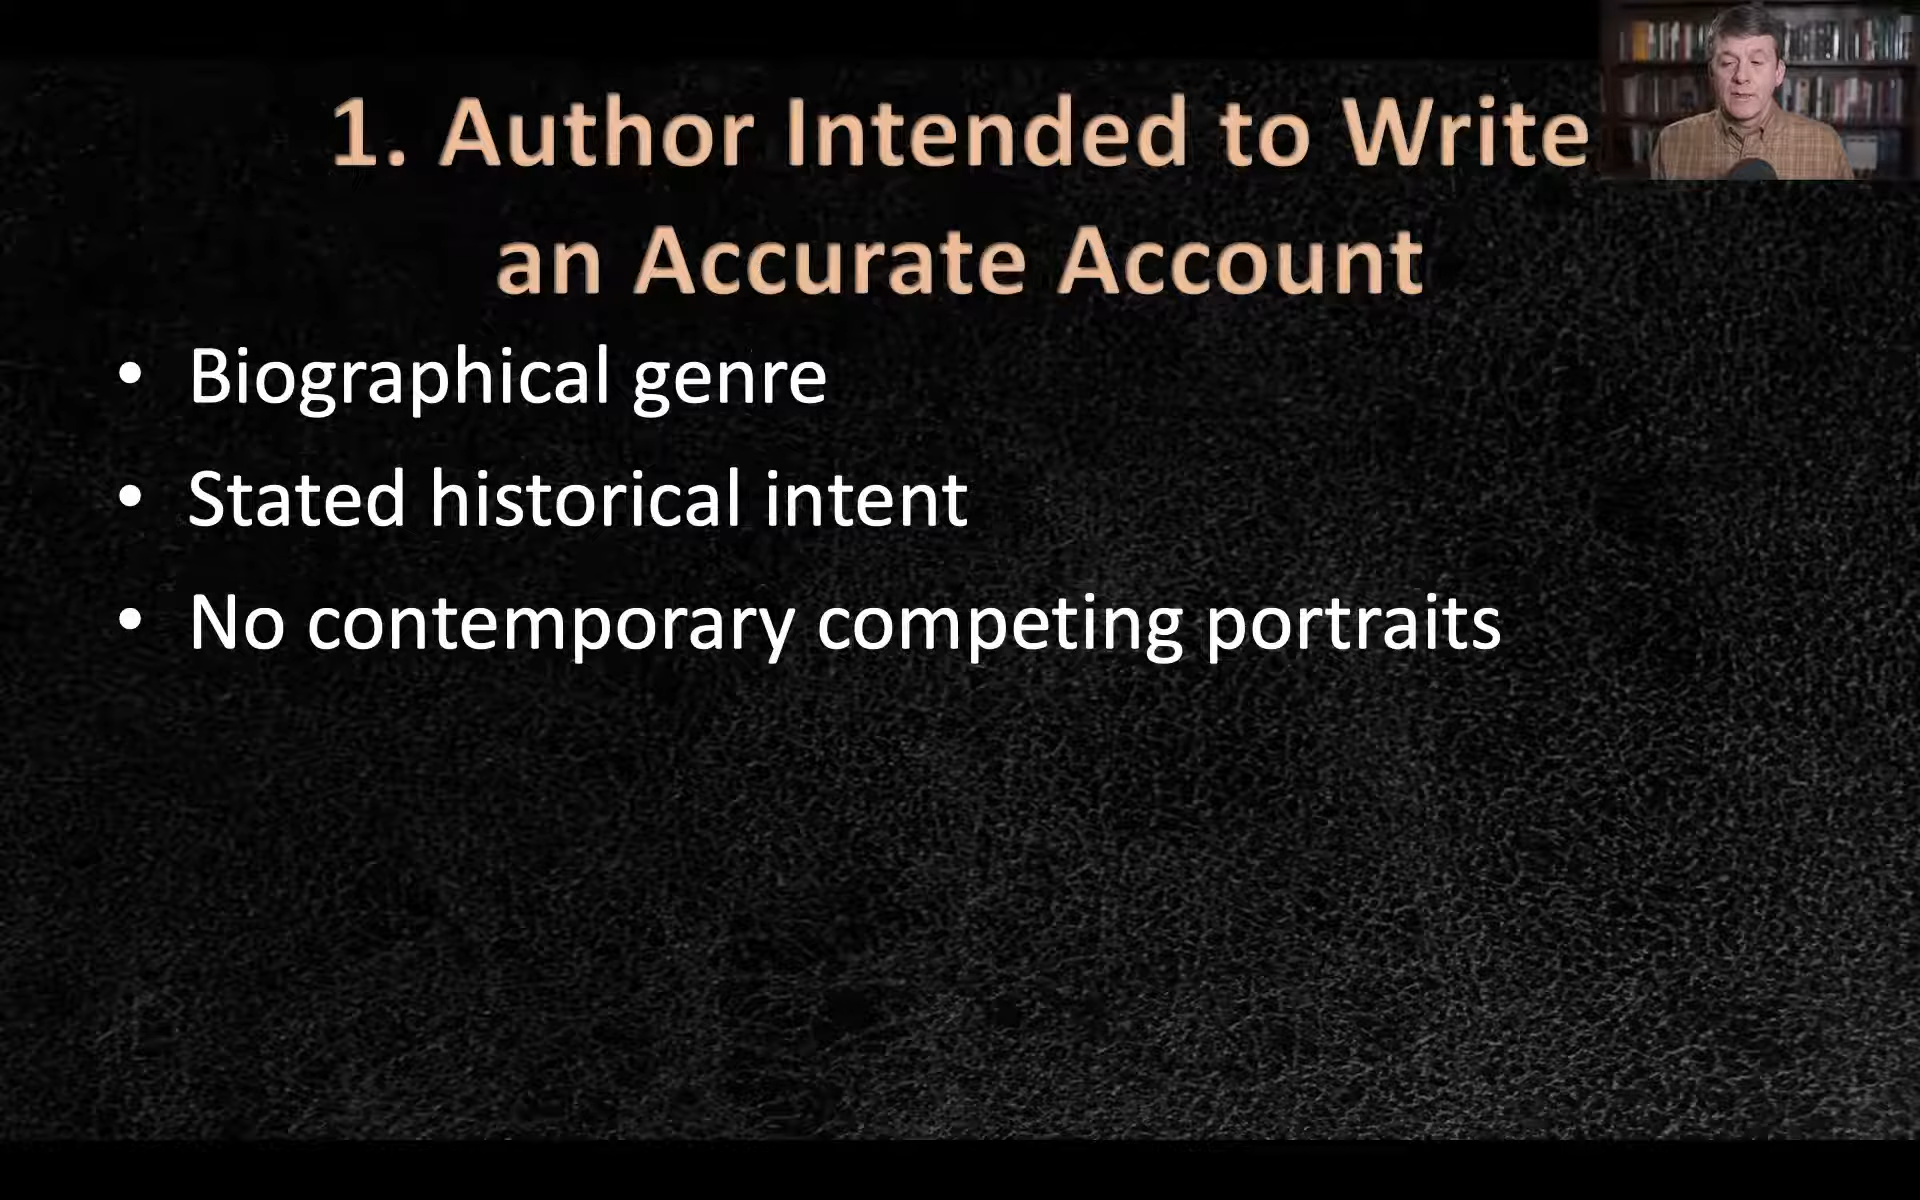 1. Author Intended to Write
an Accurate Account
• Biographical genre
• Stated historical intent
• No contemporary competing portraits